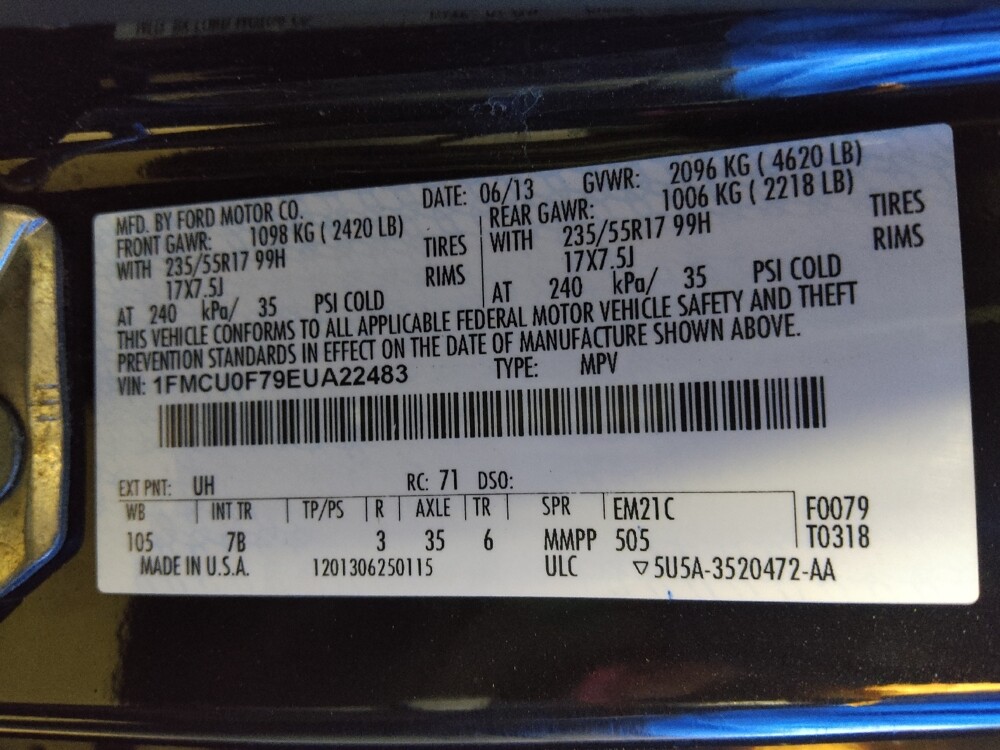 MFD. BY FORD MOTOR CO. DATE: 06/13 GVWR: 2096 KG ( 4620 LB)
FRONT GAWR: 1098 KG ( 2420 LB) REAR GAWR: 1006 KG ( 2218 LB)
WITH 235/55R17 99H TIRES WITH 235/55R17 99H TIRES
17X7.5J RIMS 17X7.5J RIMS
AT 240 kPa/ 35 PSI COLD AT 240 kPa/ 35 PSI COLD
THIS VEHICLE CONFORMS TO ALL APPLICABLE FEDERAL MOTOR VEHICLE SAFETY AND THEFT
PREVENTION STANDARDS IN EFFECT ON THE DATE OF MANUFACTURE SHOWN ABOVE.
VIN: 1FMCU0F79EUA22483 TYPE: MPV
EXT PNT: UH RC: 71 DSO:
WB INT TR TP/PS R AXLE TR SPR EM21C F0079
105 7B 3 35 6 MMPP 505 T0318
MADE IN U.S.A. 1201306250115 ULC ▽5U5A-3520472-AA